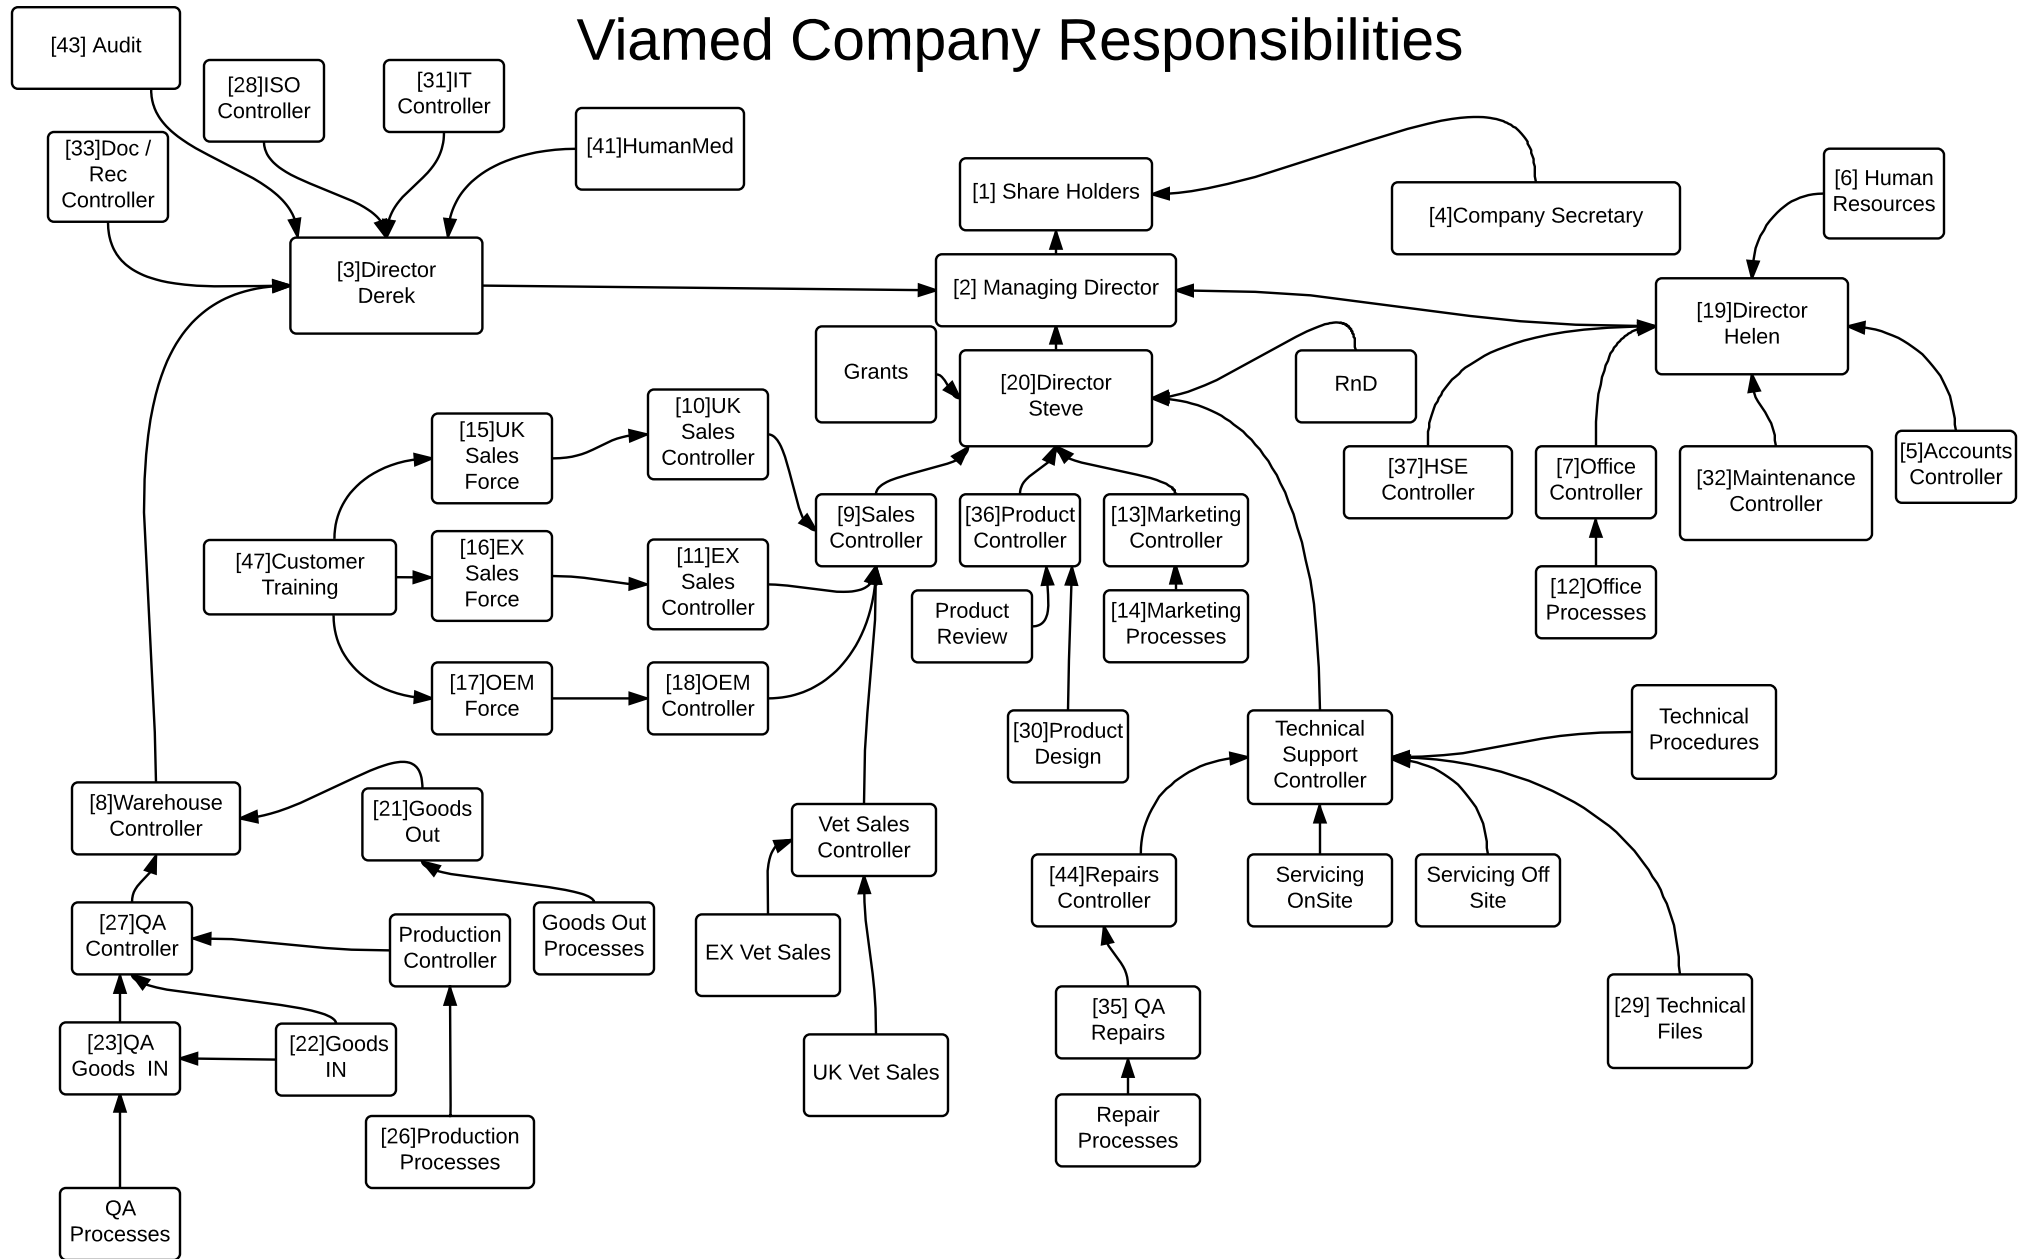 Viamed Company Responsibilities
[43] Audit
[28]ISO
Controller
[31]IT
Controller
[41]HumanMed
[33]Doc /
Rec
Controller
[1] Share Holders
[4]Company Secretary
[6] Human
Resources
[3]Director
Derek
[2] Managing Director
[19]Director
Helen
Grants
[20]Director
Steve
RnD
[15]UK
Sales
Force
[10]UK
Sales
Controller
[37]HSE
Controller
[7]Office
Controller
[32]Maintenance
Controller
[5]Accounts
Controller
[9]Sales
Controller
[36]Product
Controller
[13]Marketing
Controller
[47]Customer
Training
[16]EX
Sales
Force
[11]EX
Sales
Controller
Product
Review
[14]Marketing
Processes
[12]Office
Processes
[17]OEM
Force
[18]OEM
Controller
[30]Product
Design
Technical
Support
Controller
Technical
Procedures
[8]Warehouse
Controller
[21]Goods
Out
Vet Sales
Controller
[44]Repairs
Controller
Servicing
OnSite
Servicing Off
Site
[27]QA
Controller
Production
Controller
Goods Out
Processes
EX Vet Sales
[35] QA
Repairs
[29] Technical
Files
[23]QA
Goods  IN
[22]Goods
IN
UK Vet Sales
[26]Production
Processes
Repair
Processes
QA
Processes